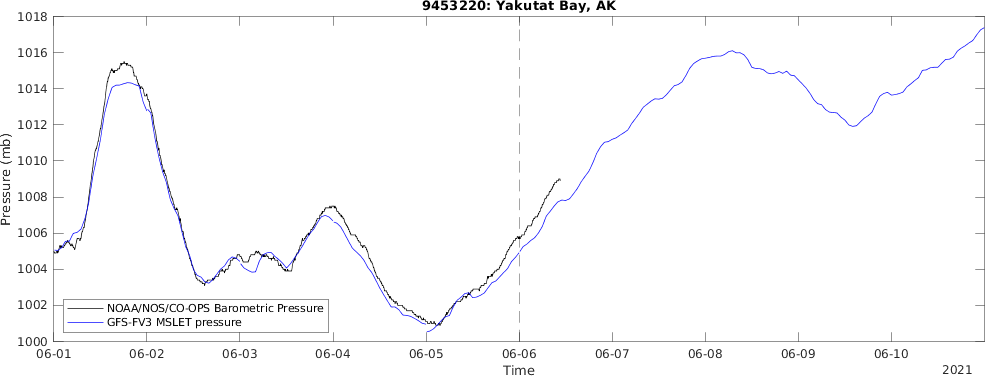 9453220: Yakutat Bay, AK
1018
1016
1014
1012
1010
1008
1006
1004
1002
1000
Pressure (mb)
NOAA/NOS/CO-OPS Barometric Pressure
GFS-FV3 MSLET pressure
06-01 06-02 06-03 06-04 06-05 06-06 06-07 06-08 06-09 06-10
Time
2021